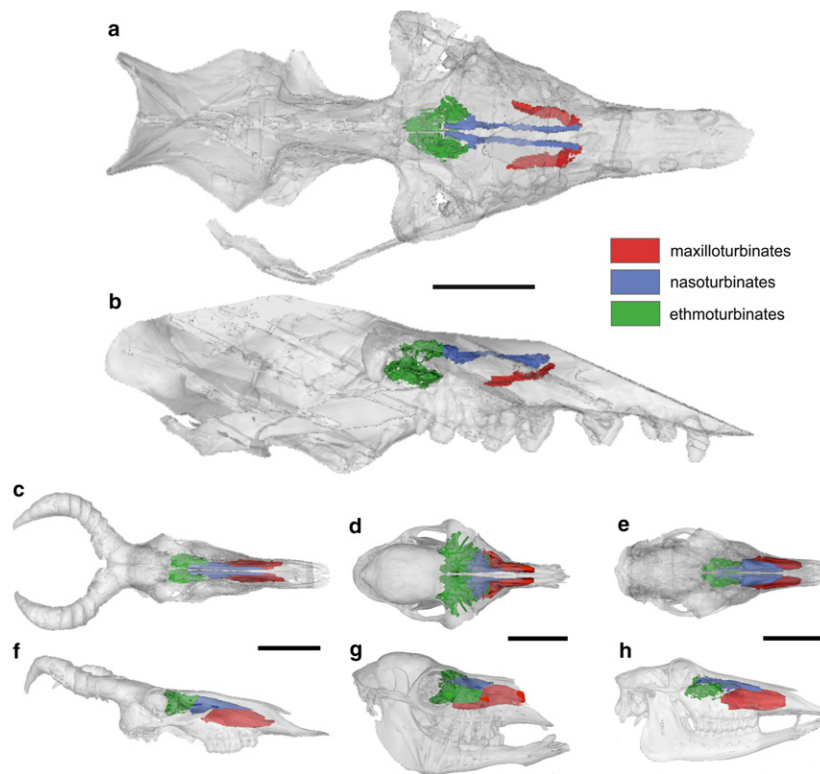 a
maxilloturbinates
nasoturbinates
ethmoturbinates
b
c
d
e
f
g
h